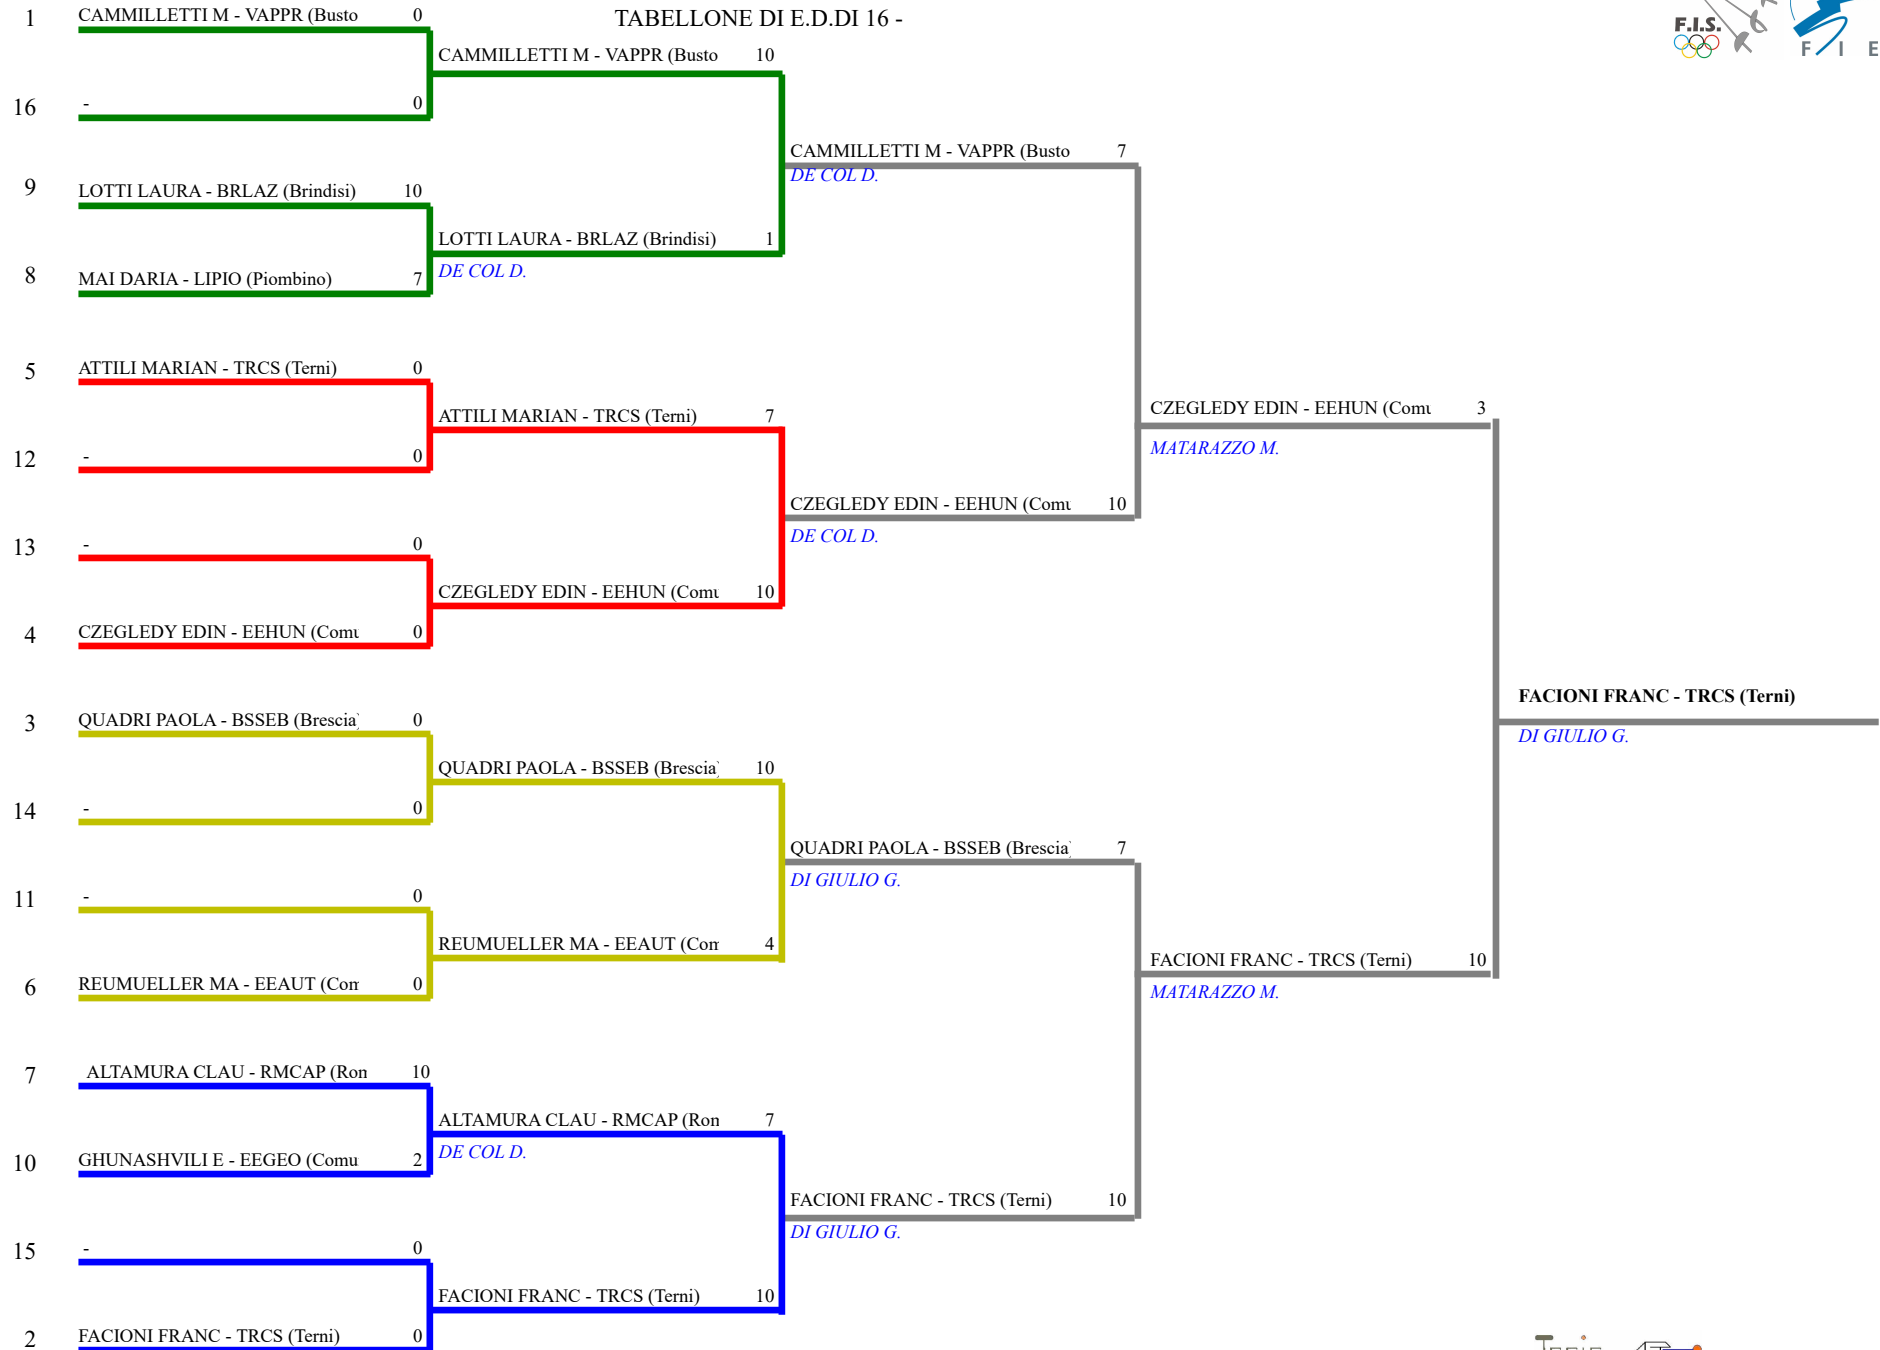 TABELLONE DI E.D.DI 16 -
F.I.S.
F I E
1 CAMMILLETTI M - VAPPR (Busto 0
CAMMILLETTI M - VAPPR (Busto 10
16 - 0
CAMMILLETTI M - VAPPR (Busto 7
DE COL D.
9 LOTTI LAURA - BRLAZ (Brindisi) 10
LOTTI LAURA - BRLAZ (Brindisi) 1
DE COL D.
8 MAI DARIA - LIPIO (Piombino) 7
5 ATTILI MARIAN - TRCS (Terni) 0
CZEGLEDY EDIN - EEHUN (Comu 3
MATARAZZO M.
ATTILI MARIAN - TRCS (Terni) 7
12 - 0
CZEGLEDY EDIN - EEHUN (Comu 10
DE COL D.
13 - 0
CZEGLEDY EDIN - EEHUN (Comu 10
4 CZEGLEDY EDIN - EEHUN (Comu 0
FACIONI FRANC - TRCS (Terni)
DI GIULIO G.
3 QUADRI PAOLA - BSSEB (Brescia) 0
QUADRI PAOLA - BSSEB (Brescia) 10
14 - 0
QUADRI PAOLA - BSSEB (Brescia) 7
DI GIULIO G.
11 - 0
REUMUELLER MA - EEAUT (Com 4
FACIONI FRANC - TRCS (Terni) 10
MATARAZZO M.
6 REUMUELLER MA - EEAUT (Com 0
7 ALTAMURA CLAU - RMCAP (Rom 10
ALTAMURA CLAU - RMCAP (Rom 7
DE COL D.
10 GHUNASHVILI E - EEGEO (Comu 2
FACIONI FRANC - TRCS (Terni) 10
DI GIULIO G.
15 - 0
FACIONI FRANC - TRCS (Terni) 10
2 FACIONI FRANC - TRCS (Terni) 0